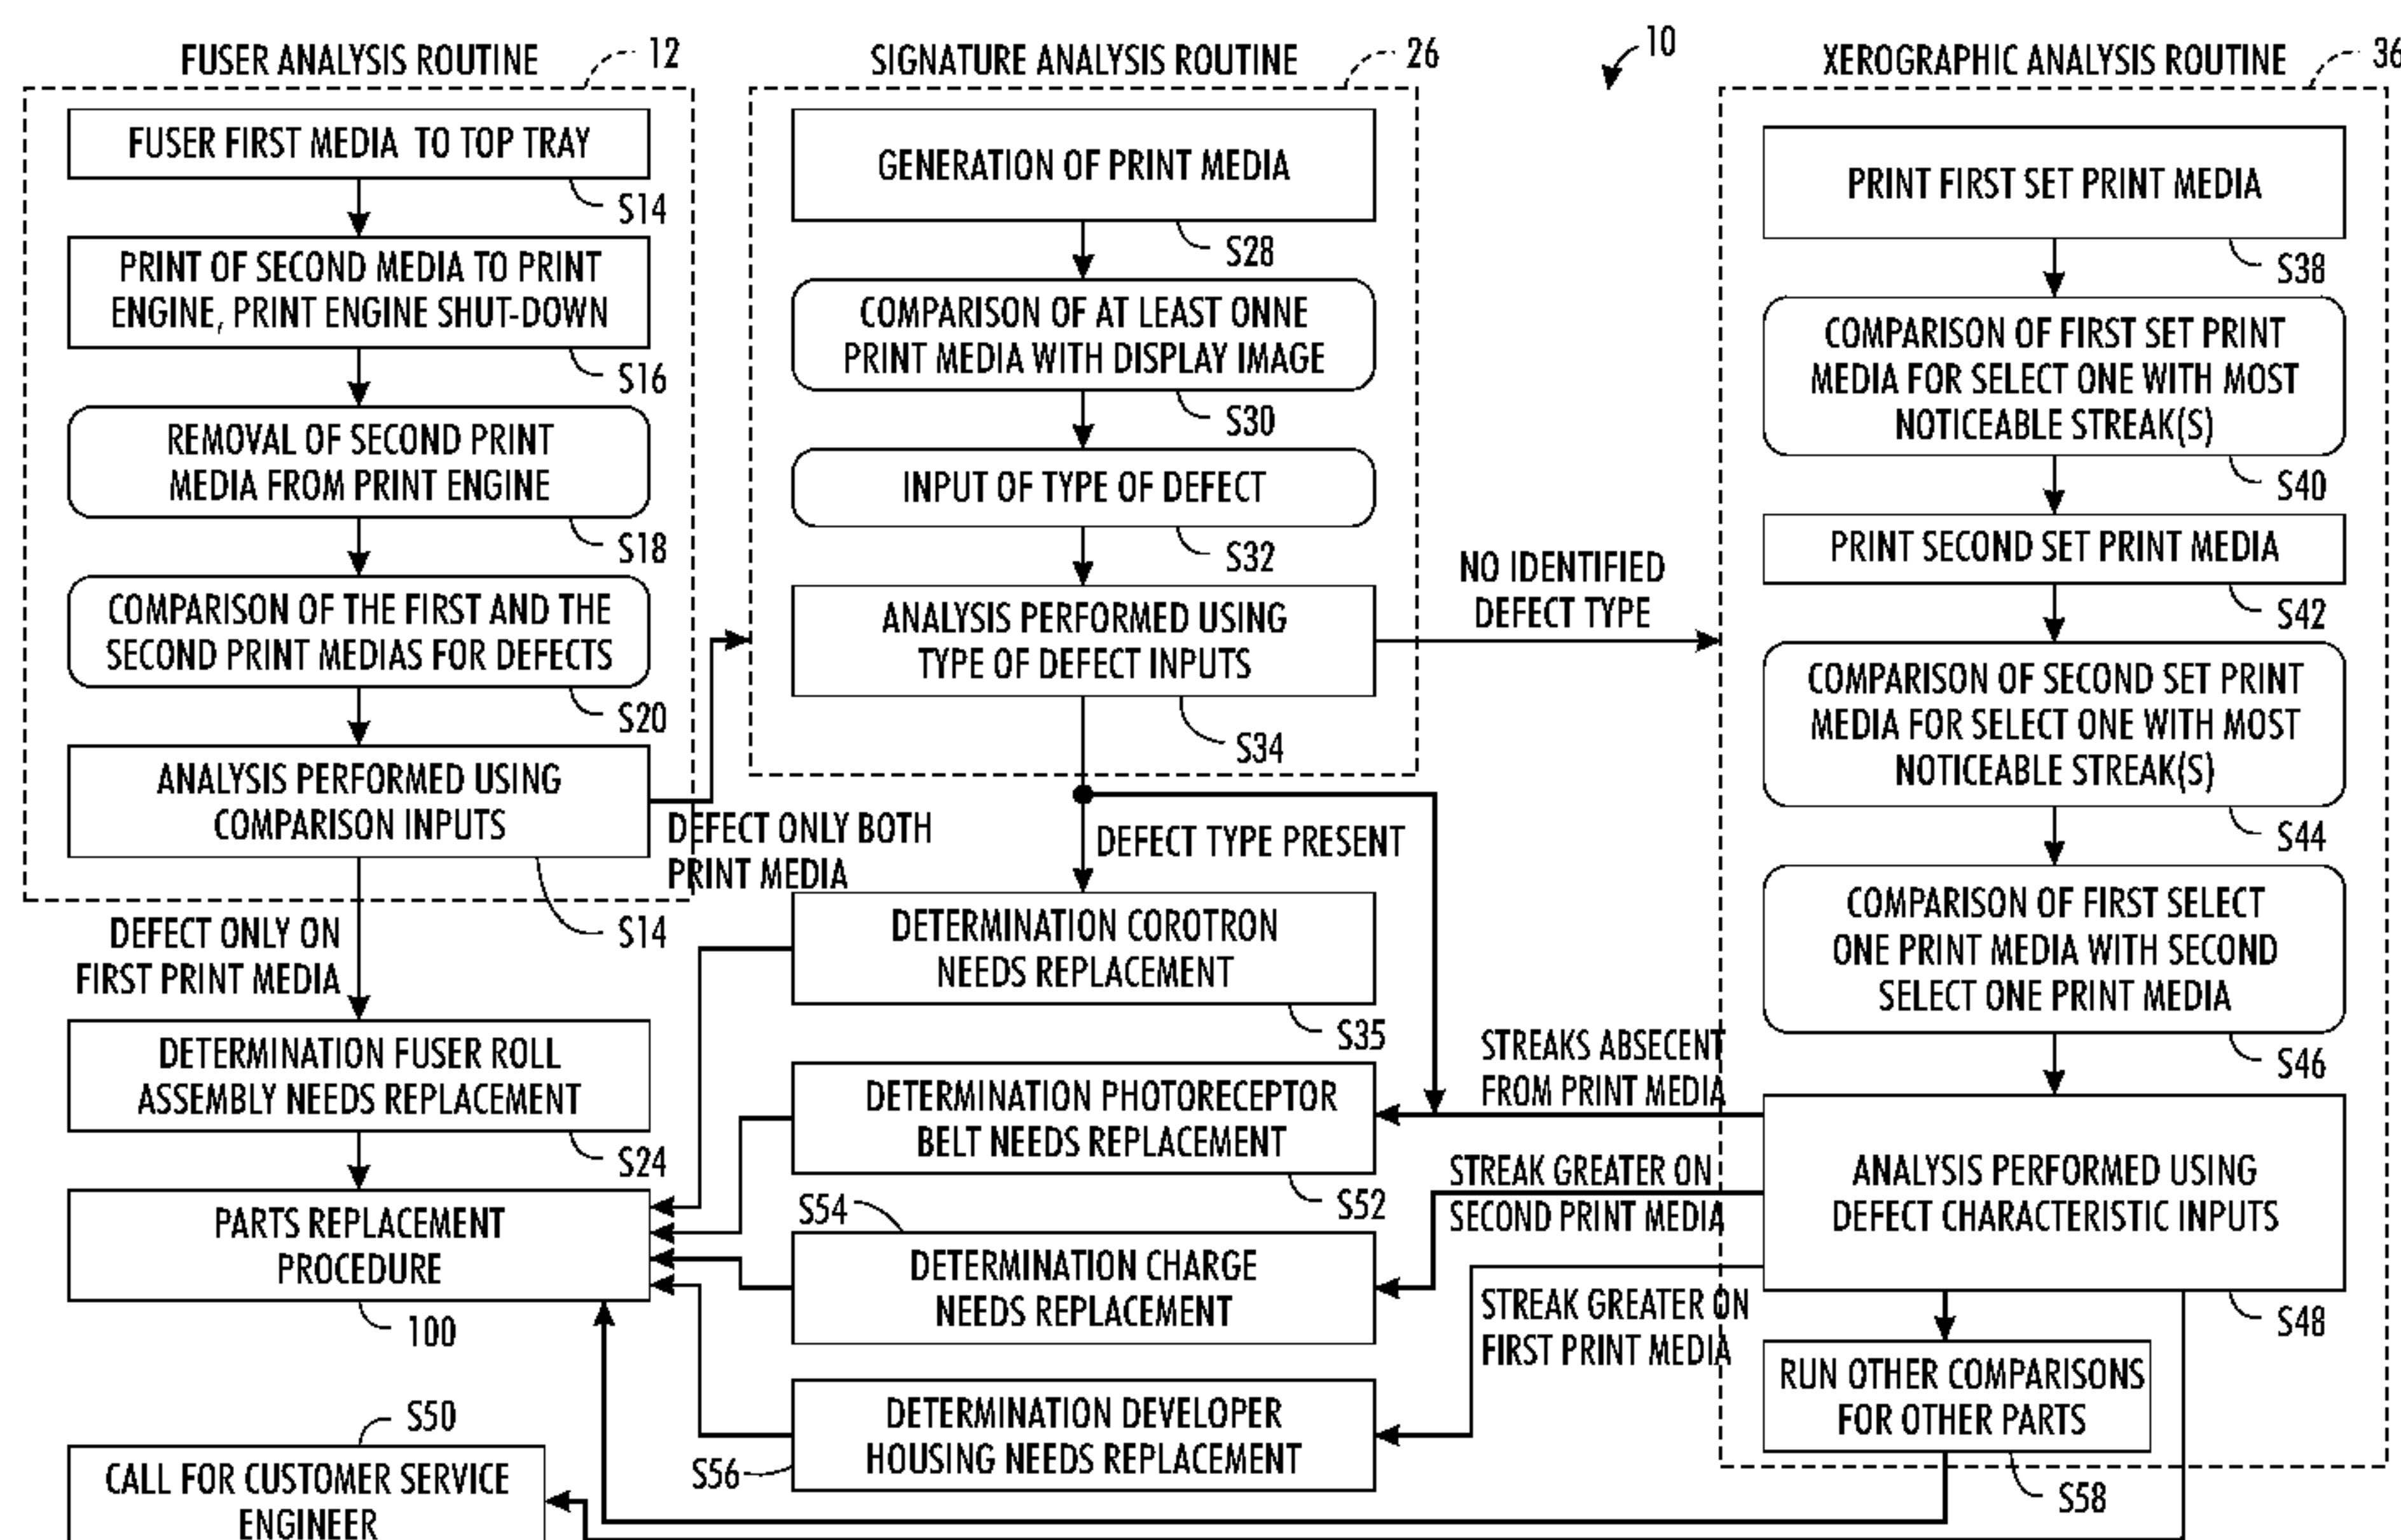 FUSER ANALYSIS ROUTINE
12
FUSER FIRST MEDIA TO TOP TRAY
S14
PRINT OF SECOND MEDIA TO PRINT
ENGINE, PRINT ENGINE SHUT-DOWN
S16
REMOVAL OF SECOND PRINT
MEDIA FROM PRINT ENGINE
S18
COMPARISON OF THE FIRST AND THE
SECOND PRINT MEDIAS FOR DEFECTS
S20
ANALYSIS PERFORMED USING
COMPARISON INPUTS
S14
DEFECT ONLY BOTH
PRINT MEDIA
DEFECT ONLY ON
FIRST PRINT MEDIA
DETERMINATION FUSER ROLL
ASSEMBLY NEEDS REPLACEMENT
S24
PARTS REPLACEMENT
PROCEDURE
100
S50
CALL FOR CUSTOMER SERVICE
ENGINEER
SIGNATURE ANALYSIS ROUTINE
26
10
GENERATION OF PRINT MEDIA
S28
COMPARISON OF AT LEAST ONNE
PRINT MEDIA WITH DISPLAY IMAGE
S30
INPUT OF TYPE OF DEFECT
S32
ANALYSIS PERFORMED USING
TYPE OF DEFECT INPUTS
S34
NO IDENTIFIED
DEFECT TYPE
DEFECT TYPE PRESENT
DETERMINATION COROTRON
NEEDS REPLACEMENT
S35
DETERMINATION PHOTORECEPTOR
BELT NEEDS REPLACEMENT
S52
S54
DETERMINATION CHARGE
NEEDS REPLACEMENT
DETERMINATION DEVELOPER
HOUSING NEEDS REPLACEMENT
S56
XEROGRAPHIC ANALYSIS ROUTINE
36
PRINT FIRST SET PRINT MEDIA
S38
COMPARISON OF FIRST SET PRINT
MEDIA FOR SELECT ONE WITH MOST
NOTICEABLE STREAK(S)
S40
PRINT SECOND SET PRINT MEDIA
S42
COMPARISON OF SECOND SET PRINT
MEDIA FOR SELECT ONE WITH MOST
NOTICEABLE STREAK(S)
S44
COMPARISON OF FIRST SELECT
ONE PRINT MEDIA WITH SECOND
SELECT ONE PRINT MEDIA
S46
STREAKS ABSECENT
FROM PRINT MEDIA
STREAK GREATER ON
SECOND PRINT MEDIA
STREAK GREATER ON
FIRST PRINT MEDIA
ANALYSIS PERFORMED USING
DEFECT CHARACTERISTIC INPUTS
S48
RUN OTHER COMPARISONS
FOR OTHER PARTS
S58